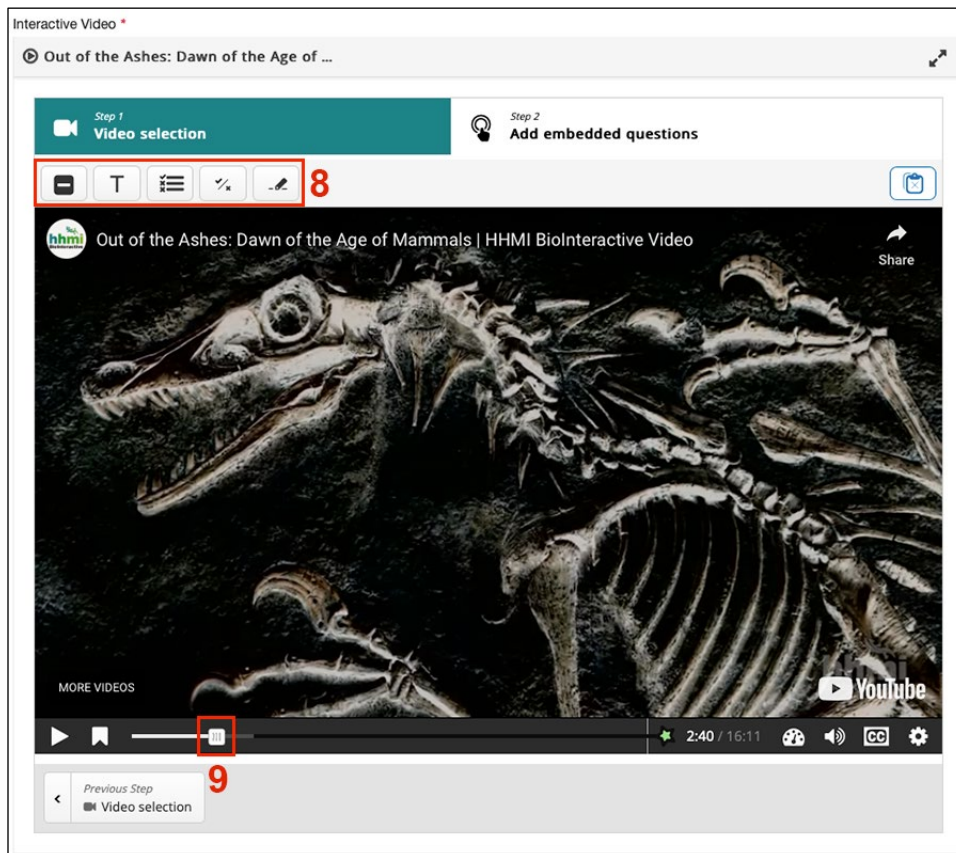 Interactive Video *
Out of the Ashes: Dawn of the Age of ...
Step 1
Video selection
Step 2
Add embedded questions
T
8
hhmi
BioInteractive
Out of the Ashes: Dawn of the Age of Mammals | HHMI BioInteractive Video
Share
hhmi
MORE VIDEOS
YouTube
2:40 / 16:11
CC
9
Previous Step
Video selection